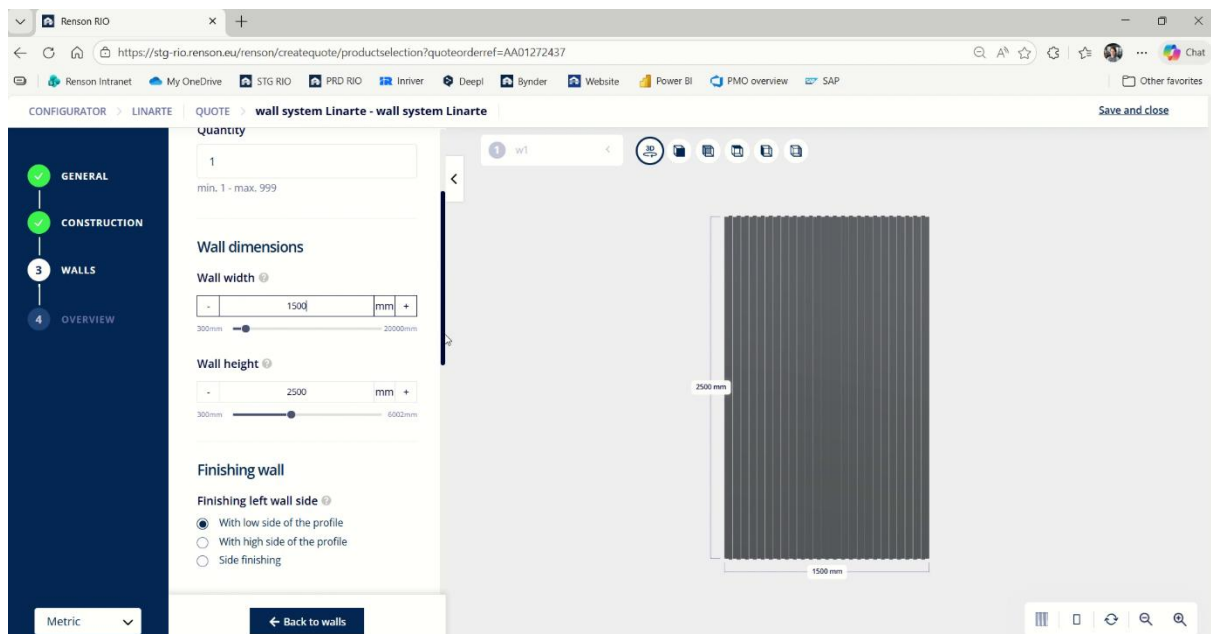 Renson RIO
https://stg-rio.renson.eu/renson/createquote/productselection?quoteorderref=AA01272437
Chat
Renson Intranet My OneDrive STG RIO PRD RIO Inriver Deepl Bynder Website Power BI PMO overview SAP Other favorites
CONFIGURATOR > LINARTE QUOTE > wall system Linarte - wall system Linarte Save and close
Quantity
1
min. 1 - max. 999
GENERAL
CONSTRUCTION
3 WALLS
4 OVERVIEW
Wall dimensions
Wall width
- 1500 mm +
300mm 20000mm
Wall height
- 2500 mm +
300mm 6002mm
Finishing wall
Finishing left wall side
With low side of the profile
With high side of the profile
Side finishing
Metric
← Back to walls
1 w1
3D
2500 mm
1500 mm